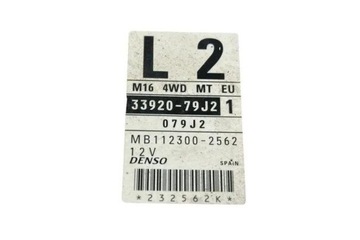 L 2
M16 4WD MT EU
33920-79J2 1
079J2
MB112300-2562
12V
DENSO SPAIN
*232562K*